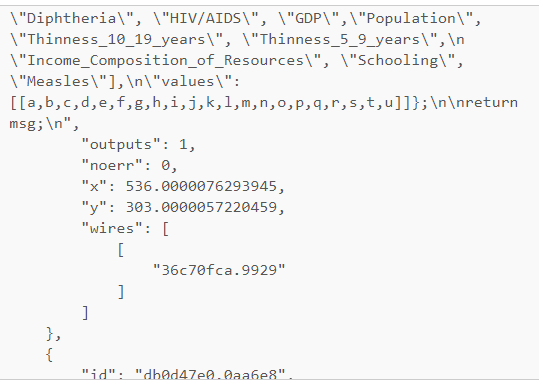 \"Diphtheria\", \"HIV/AIDS\", \"GDP\",\"Population\",
\"Thinness_10_19_years\", \"Thinness_5_9_years\",\n
\"Income_Composition_of_Resources\", \"Schooling\",
\"Measles\"],\n\"values\":
[[a,b,c,d,e,f,g,h,i,j,k,l,m,n,o,p,q,r,s,t,u]]};\n\nreturn
msg;\n",
"outputs": 1,
"noerr": 0,
"x": 536.0000076293945,
"y": 303.0000057220459,
"wires": [
[
"36c70fca.9929"
]
]
},
{
"id": "db0d47e0.0aa6e8",